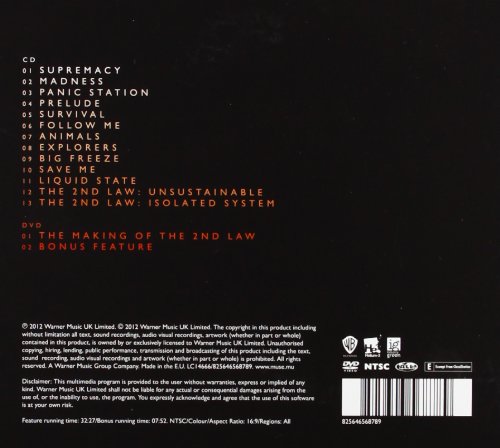 CD
01 SUPREMACY
02 MADNESS
03 PANIC STATION
04 PRELUDE
05 SURVIVAL
06 FOLLOW ME
07 ANIMALS
08 EXPLORERS
09 BIG FREEZE
10 SAVE ME
11 LIQUID STATE
12 THE 2ND LAW: UNSUSTAINABLE
13 THE 2ND LAW: ISOLATED SYSTEM
DVD
01 THE MAKING OF THE 2ND LAW
02 BONUS FEATURE
℗ 2012 Warner Music UK Limited. © 2012 Warner Music UK Limited. The copyright in this product including
without limitation all text, sound recordings, audio visual recordings, artwork (whether in part or whole)
contained in this product, is owned by or exclusively licensed to Warner Music UK Limited. Unauthorised
copying, hiring, lending, public performance, transmission and broadcasting of this product including the text,
sound recording, audio visual recording and artwork (whether in part or whole) is prohibited. All rights reserved.
A Warner Music Group Company. Made in the E.U. LC14666/825646568789. www.muse.mu
Disclaimer: This multimedia program is provided to the user without warranties, express or implied of any
kind. Warner Music UK Limited shall not be liable for any actual or consequential damages arising from the
use of, or the inability to use, the program. You expressly acknowledge and agree that the use of this software
is at your own risk.
Feature running time: 32:27/Bonus running time: 07:52. NTSC/Colour/Aspect Ratio: 16:9/Regions: All
Helium-3
green
DVD
VIDEO
NTSC
E
Exempt From Classification
825646568789